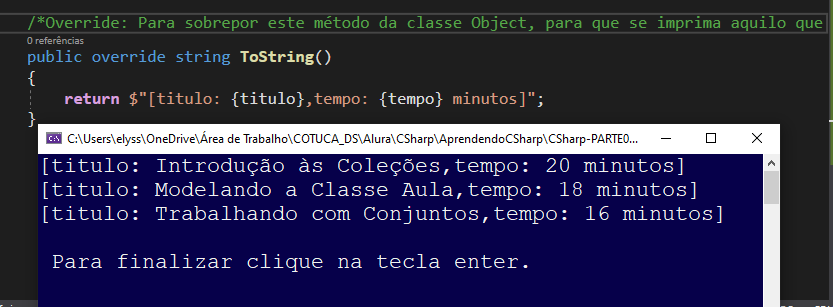 /*Override: Para sobrepor este método da classe Object, para que se imprima aquilo que
0 referências
public override string ToString()
{
return $"[titulo: {titulo},tempo: {tempo} minutos]";
}
C:\Users\elyss\OneDrive\Área de Trabalho\COTUCA_DS\Alura\CSharp\AprendendoCSharp\CSharp-PARTE0...
[titulo: Introdução às Coleções,tempo: 20 minutos]
[titulo: Modelando a Classe Aula,tempo: 18 minutos]
[titulo: Trabalhando com Conjuntos,tempo: 16 minutos]
Para finalizar clique na tecla enter.